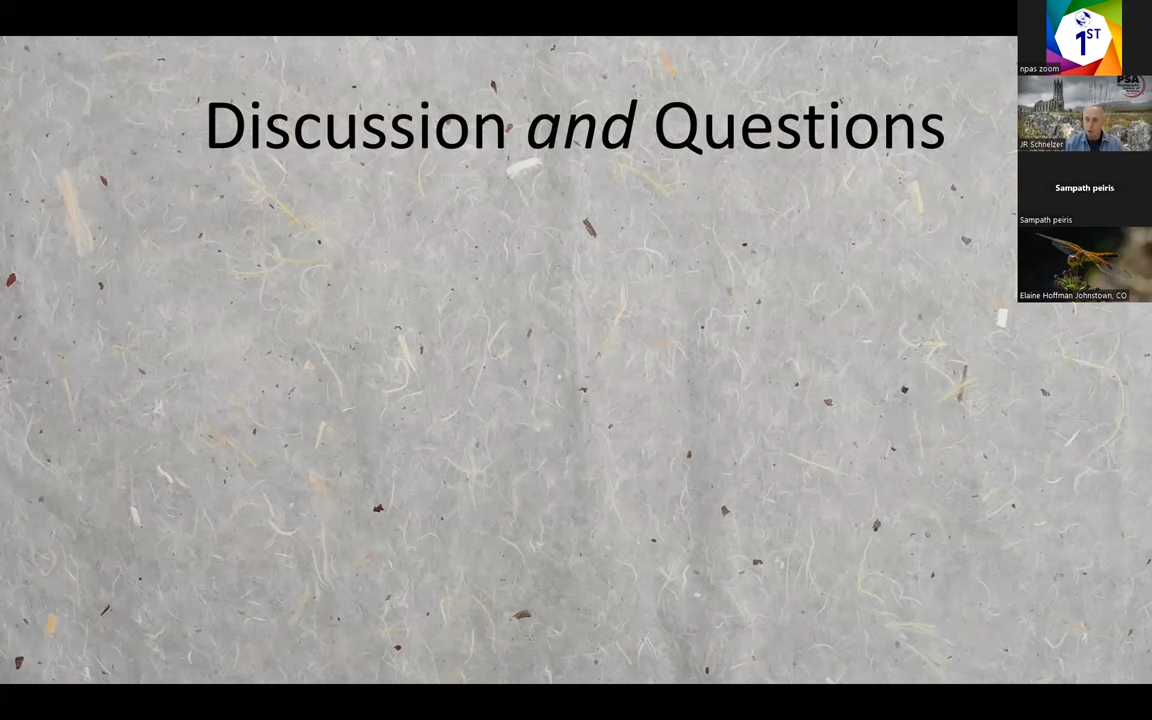 Discussion and Questions
1ST
npas zoom
PSA
JR Schnelzer
Sampath peiris
Sampath peiris
Elaine Hoffman Johnstown, CO